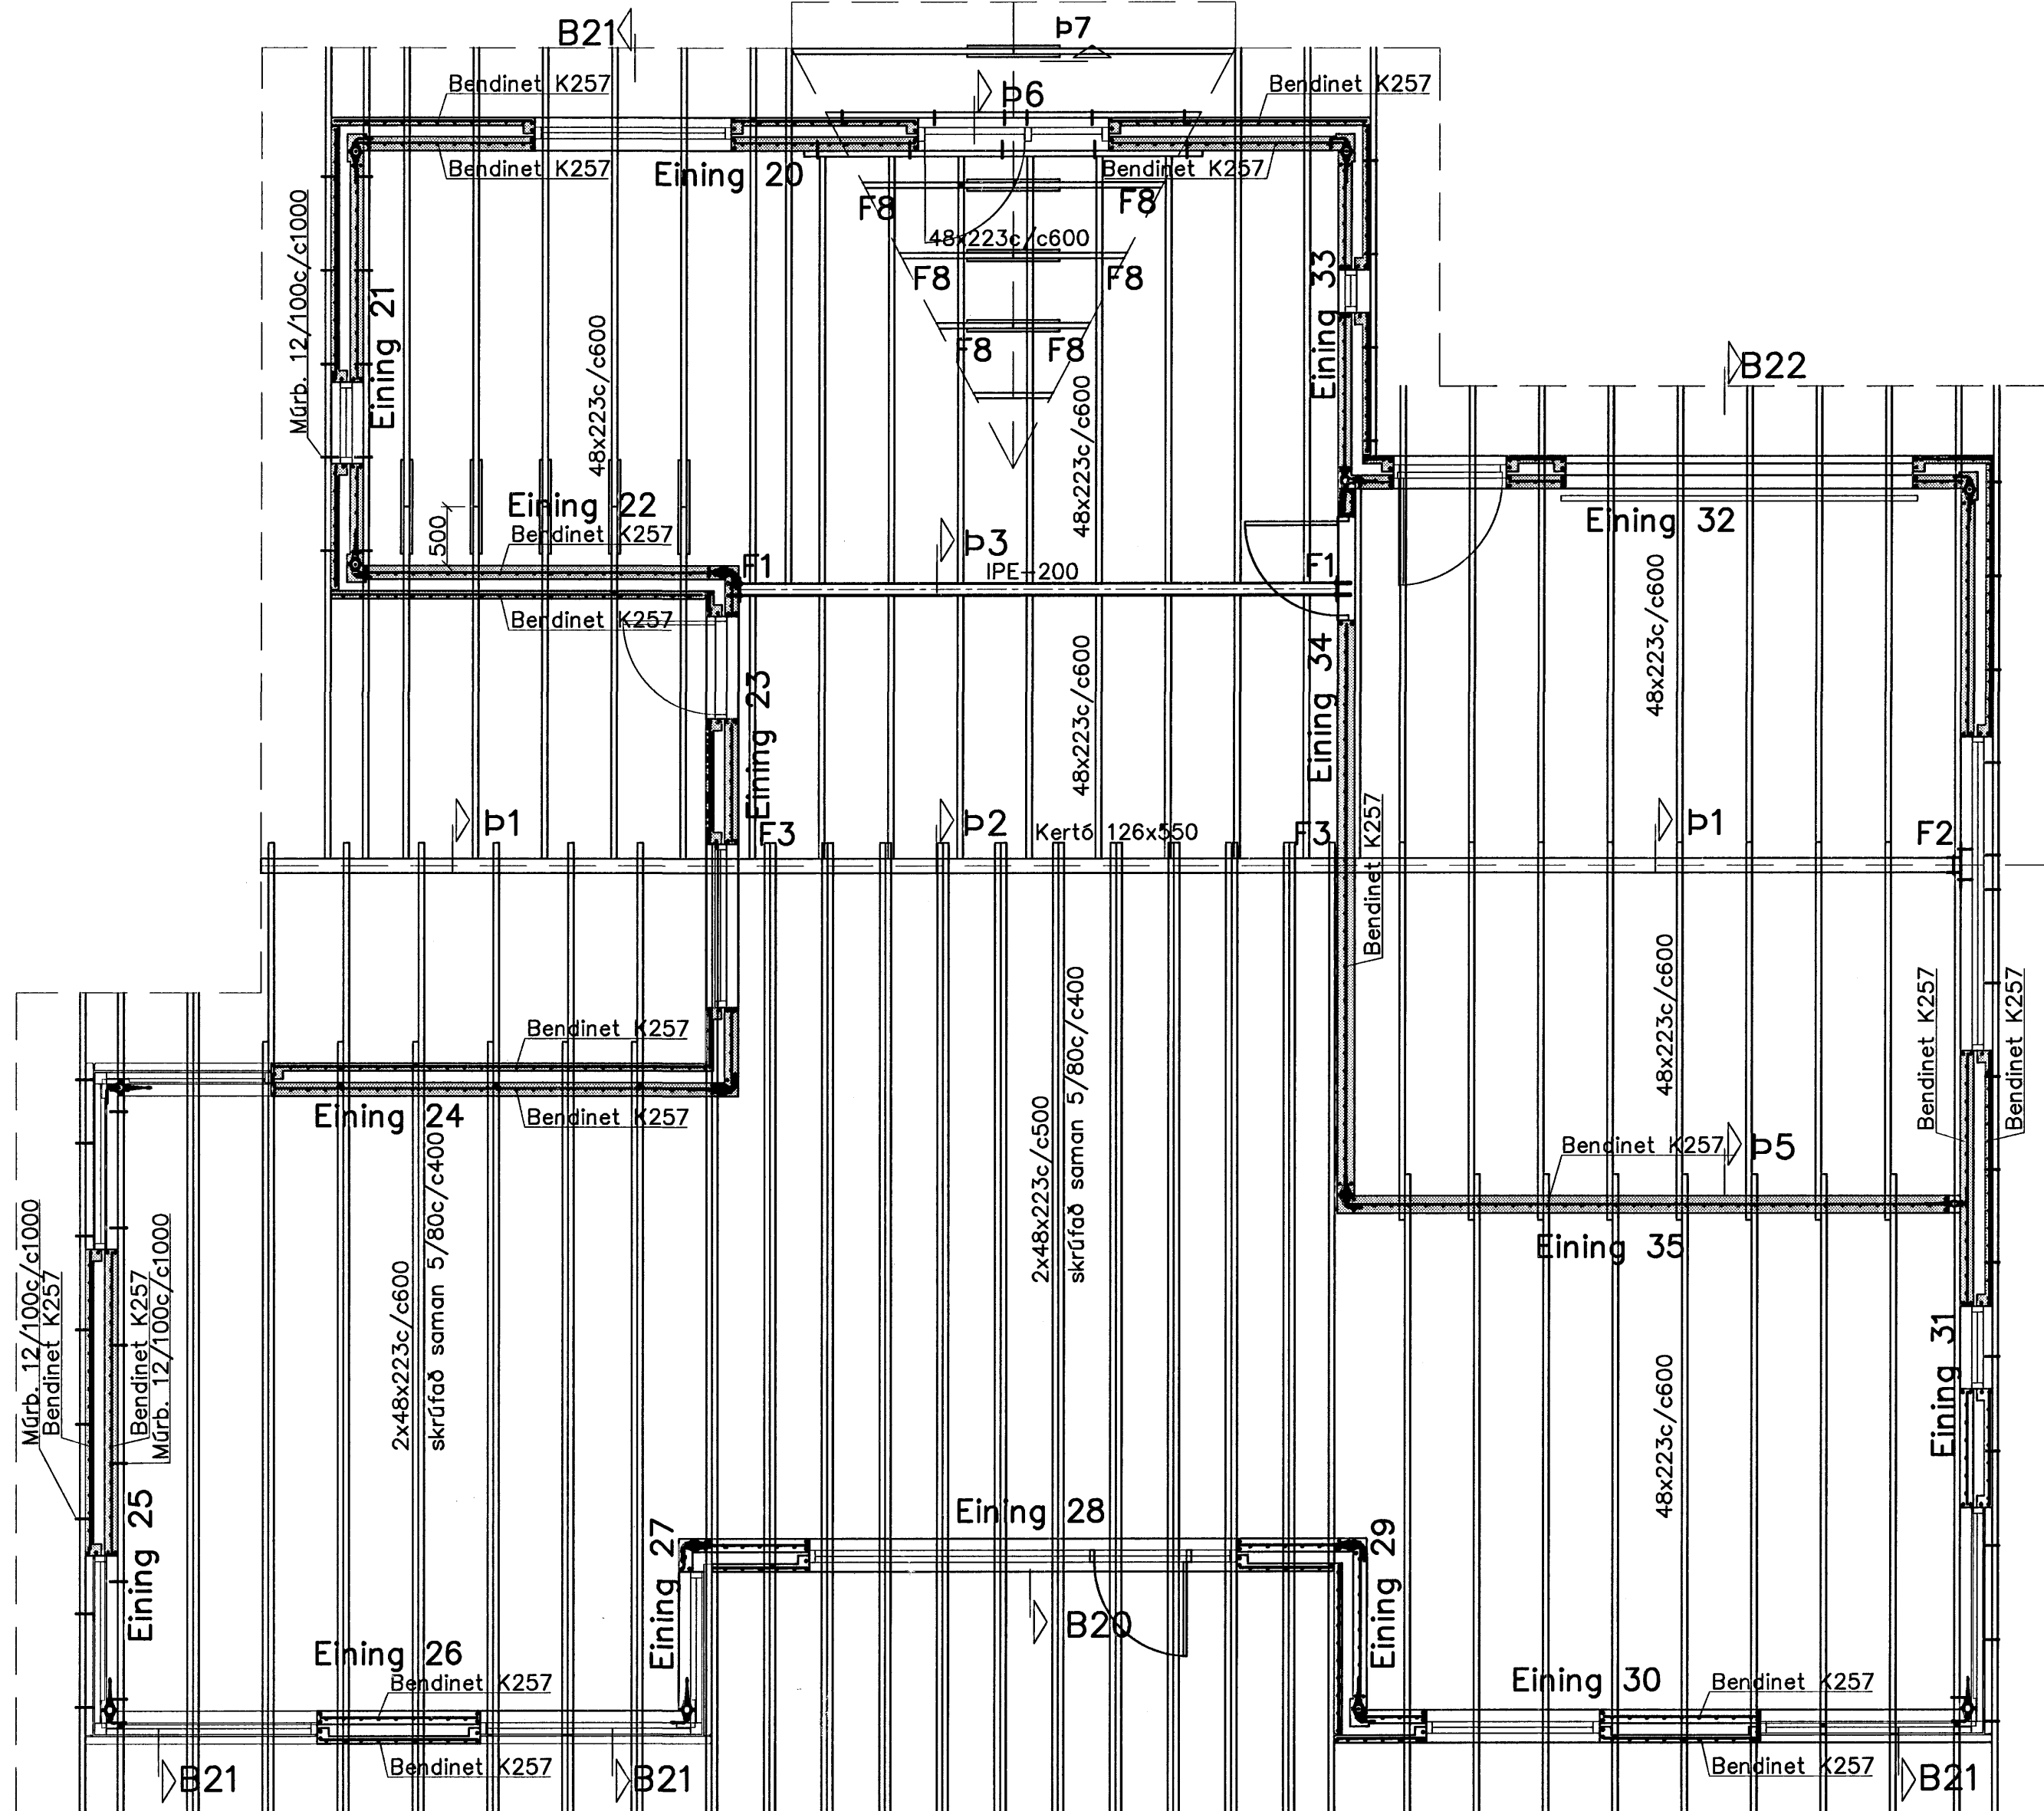 B21
Þ7
Bendinet K257
Bendinet K257
Þ6
Bendinet K257
Eining 20
Bendinet K257
Múrb. 12/100c/c1000
F8
F8
48x223c/c600
F8
F8
F8
F8
Eining 21
48x223c/c600
48x223c/c600
Eining 33
B22
Eining 22
Bendinet K257
500
Þ3
IPE-200
F1
F1
Eining 32
Bendinet K257
48x223c/c600
Eining 23
48x223c/c600
Eining 34
Þ1
F3
Þ2
Kertó 126x550
F3
Bendinet K257
Þ1
F2
Bendinet K257
Eining 24
Bendinet K257
2x48x223c/c600
skrúfað saman 5/80c/c400
2x48x223c/c500
skrúfað saman 5/80c/c400
48x223c/c600
Bendinet K257
Bendinet K257
Bendinet K257
Þ5
Eining 35
Múrb. 12/100c/c1000
Bendinet K257
Bendinet K257
Múrb. 12/100c/c1000
Eining 25
48x223c/c600
Eining 31
Eining 28
Eining 27
Eining 29
B20
Eining 26
Bendinet K257
Eining 30
Bendinet K257
Bendinet K257
Bendinet K257
B21
B21
B21